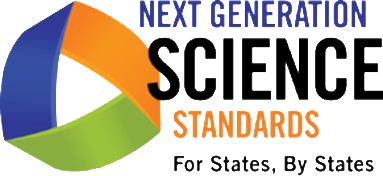 NEXT GENERATION
SCIENCE
STANDARDS
For States, By States